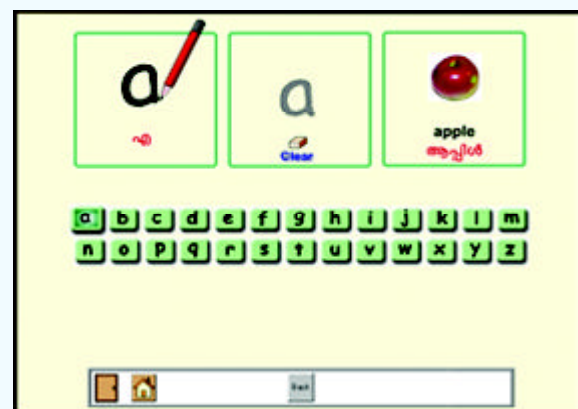 a
എ
a
Clear
apple
ആപ്പിൾ
a b c d e f g h i j k l m
n o p q r s t u v w x y z